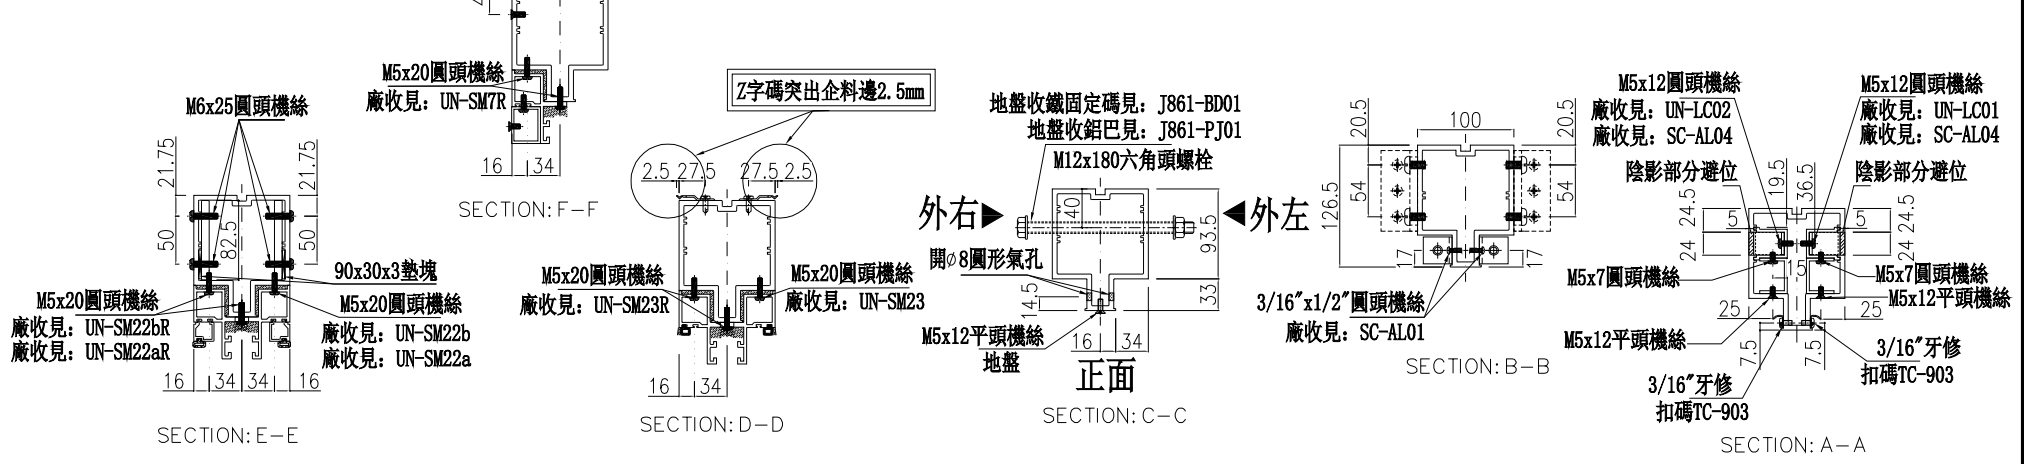 M5x20圓頭機絲
廠收見: UN-SM7R
16
34
SECTION:F-F
M6x25圓頭機絲
21.75
21.75
50
82.5
50
90x30x3墊塊
M5x20圓頭機絲
廠收見: UN-SM22bR
廠收見: UN-SM22aR
M5x20圓頭機絲
廠收見: UN-SM22b
廠收見: UN-SM22a
16
34
34
16
SECTION:E-E
Z字碼突出企料邊2.5mm
2.5
27.5
27.5
2.5
M5x20圓頭機絲
廠收見: UN-SM23R
M5x20圓頭機絲
廠收見: UN-SM23
16
34
SECTION:D-D
地盤收鐵固定碼見: J861-BD01
地盤收鋁巴見: J861-PJ01
M12x180六角頭螺栓
外右
外左
40
93.5
開ϕ8圓形氣孔
14.5
33
M5x12平頭機絲
地盤
16
34
正面
SECTION:C-C
20.5
100
20.5
126.5
54
54
17
17
3/16"x1/2"圓頭機絲
廠收見: SC-AL01
SECTION:B-B
M5x12圓頭機絲
廠收見: UN-LC02
廠收見: SC-AL04
陰影部分避位
M5x12圓頭機絲
廠收見: UN-LC01
廠收見: SC-AL04
陰影部分避位
19.5
36.5
24.5
5
5
24.5
24
24
15
M5x7圓頭機絲
M5x7圓頭機絲
M5x12平頭機絲
25
25
M5x12平頭機絲
7.5
7.5
3/16"牙修
扣碼TC-903
3/16"牙修
扣碼TC-903
SECTION:A-A